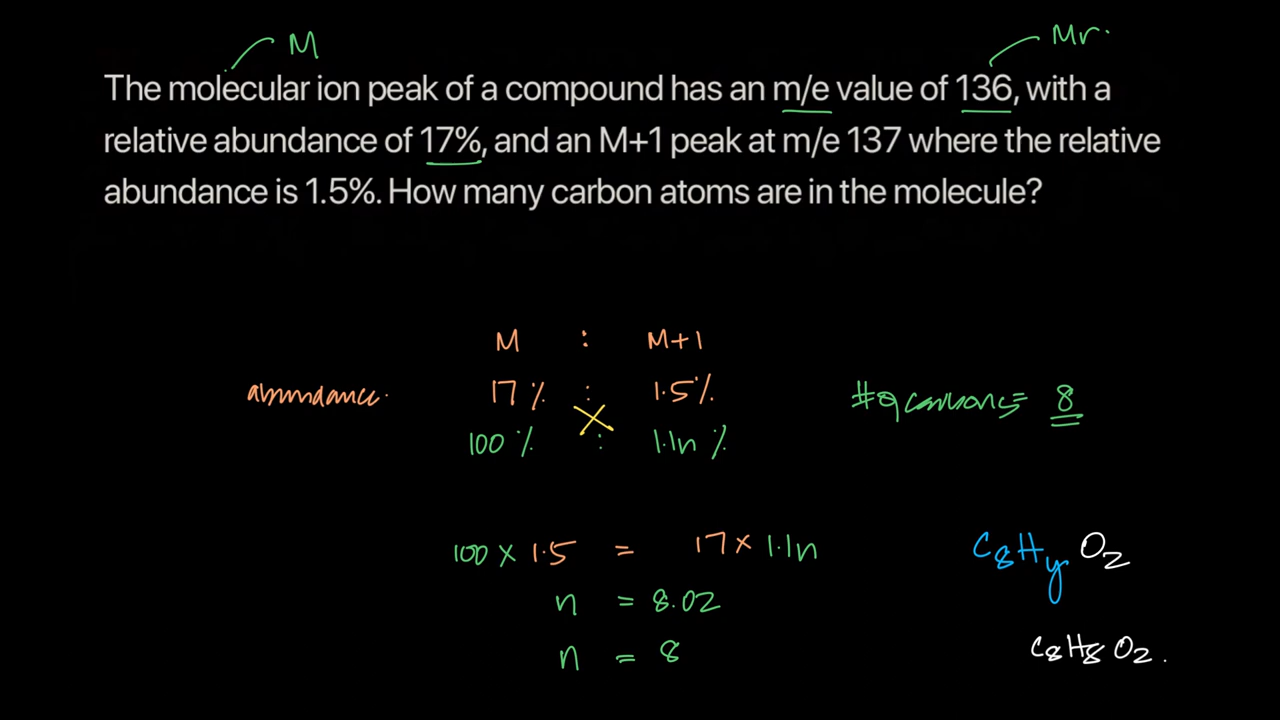 M
Mr.
The molecular ion peak of a compound has an m/e value of 136, with a
relative abundance of 17%, and an M+1 peak at m/e 137 where the relative
abundance is 1.5%. How many carbon atoms are in the molecule?
M : M+1
abundance. 17% : 1.5%
100% : 1.1n%
#of carbons= 8
100 × 1.5 = 17 × 1.1n
n = 8.02
n = 8
C8Hy O2
C8H8O2.